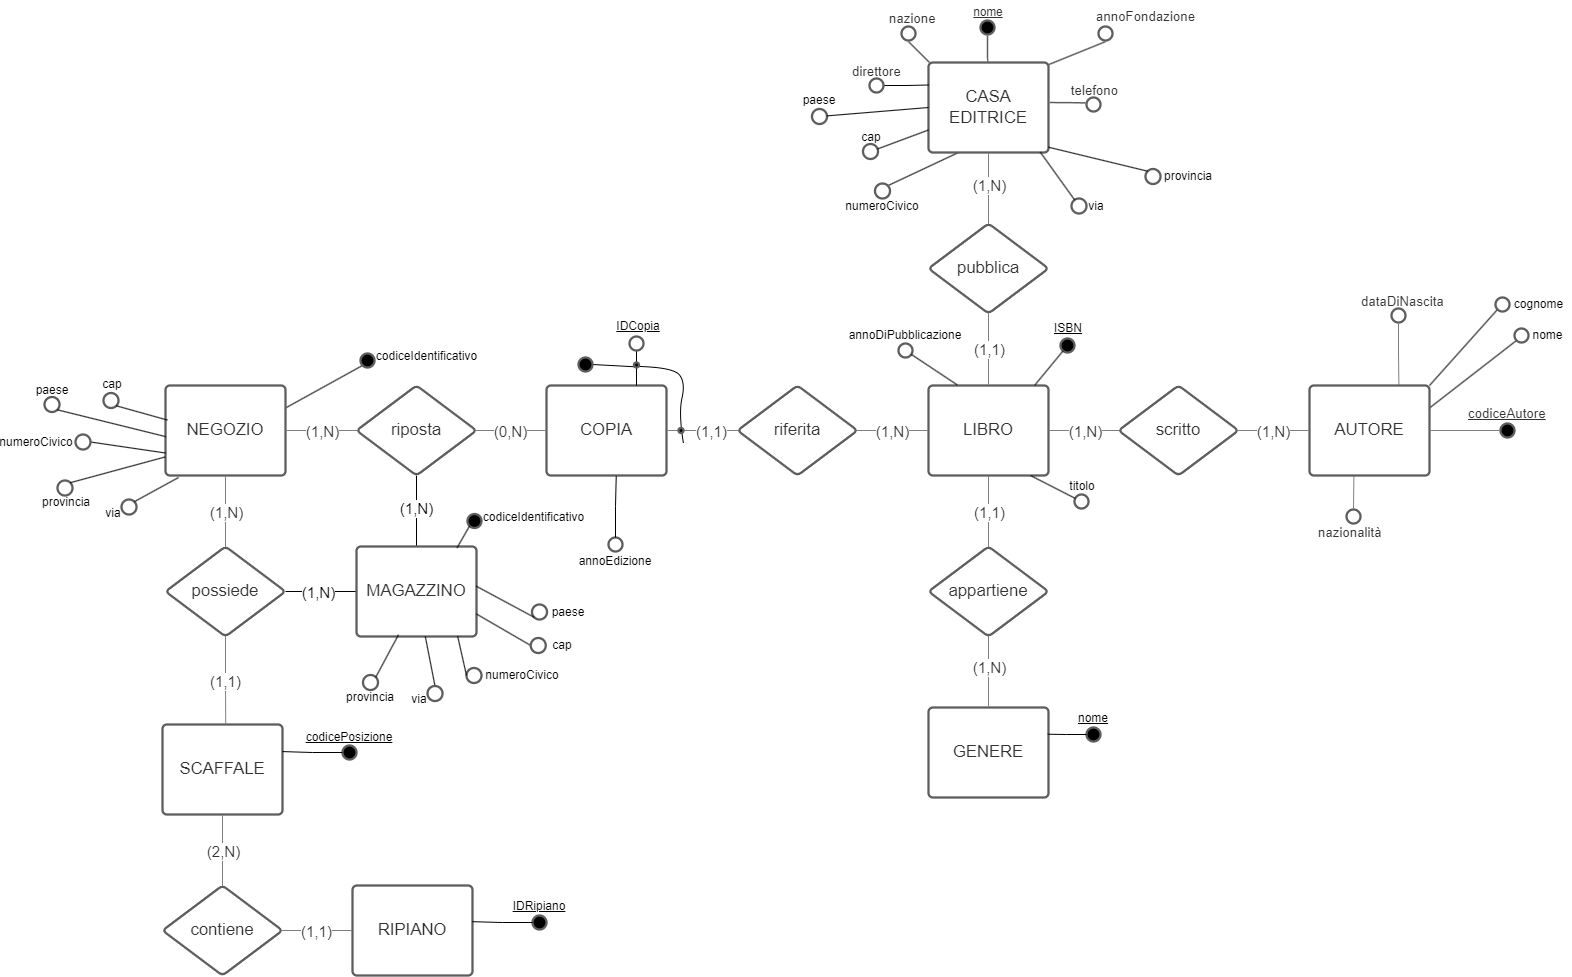 nome
nazione
annoFondazione
direttore
telefono
paese
CASA
EDITRICE
cap
provincia
numeroCivico
via
(1,N)
pubblica
(1,1)
annoDiPubblicazione
ISBN
dataDiNascita
cognome
nome
codiceAutore
IDCopia
codiceIdentificativo
cap
paese
numeroCivico
provincia
via
NEGOZIO
(1,N)
riposta
(0,N)
COPIA
(1,1)
riferita
(1,N)
LIBRO
(1,N)
scritto
(1,N)
AUTORE
titolo
nazionalità
(1,N)
(1,N)
codiceIdentificativo
(1,1)
annoEdizione
possiede
(1,N)
MAGAZZINO
appartiene
paese
cap
numeroCivico
provincia
via
(1,N)
(1,1)
nome
GENERE
codicePosizione
SCAFFALE
(2,N)
IDRipiano
contiene
(1,1)
RIPIANO